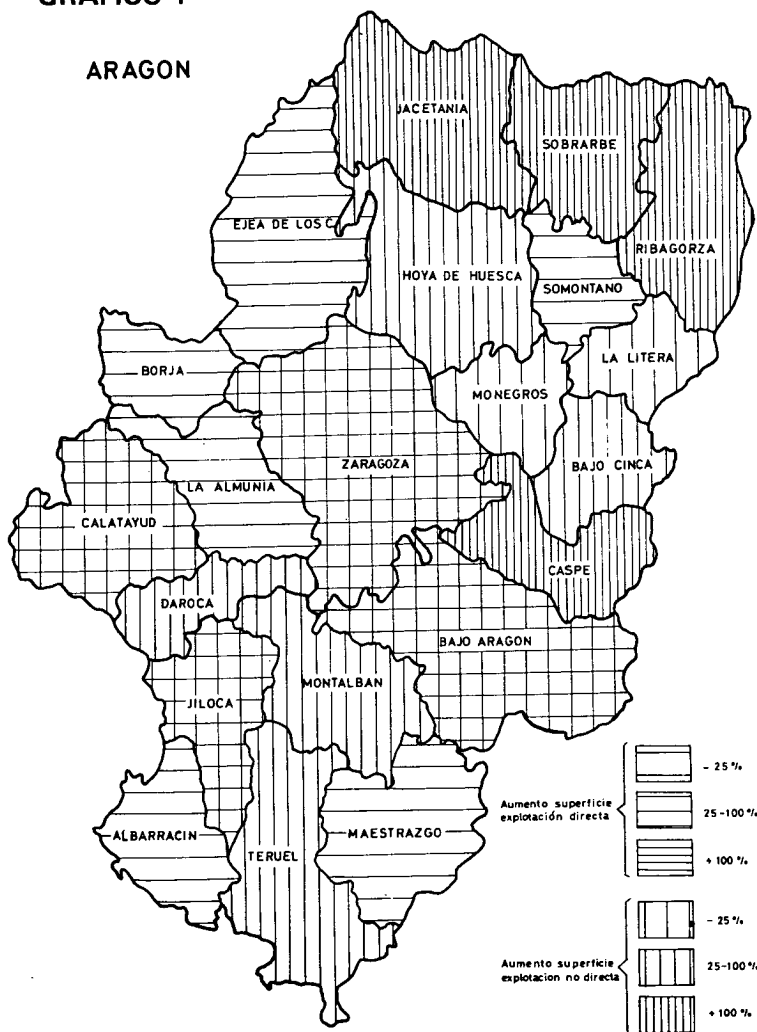 GRAFICO 1
ARAGON
JACETANIA
SOBRARBE
EJEA DE LOS C.
RIBAGORZA
HOYA DE HUESCA
SOMONTANO
LA LITERA
BORJA
MONEGROS
ZARAGOZA
BAJO CINCA
LA ALMUNIA
CALATAYUD
CASPE
DAROCA
BAJO ARAGON
MONTALBAN
JILOCA
ALBARRACIN
MAESTRAZGO
TERUEL
Aumento superficie
explotación directa
- 25 %
25-100 %
+ 100 %
Aumento superficie
explotacion no directa
- 25 %
25-100 %
+ 100 %